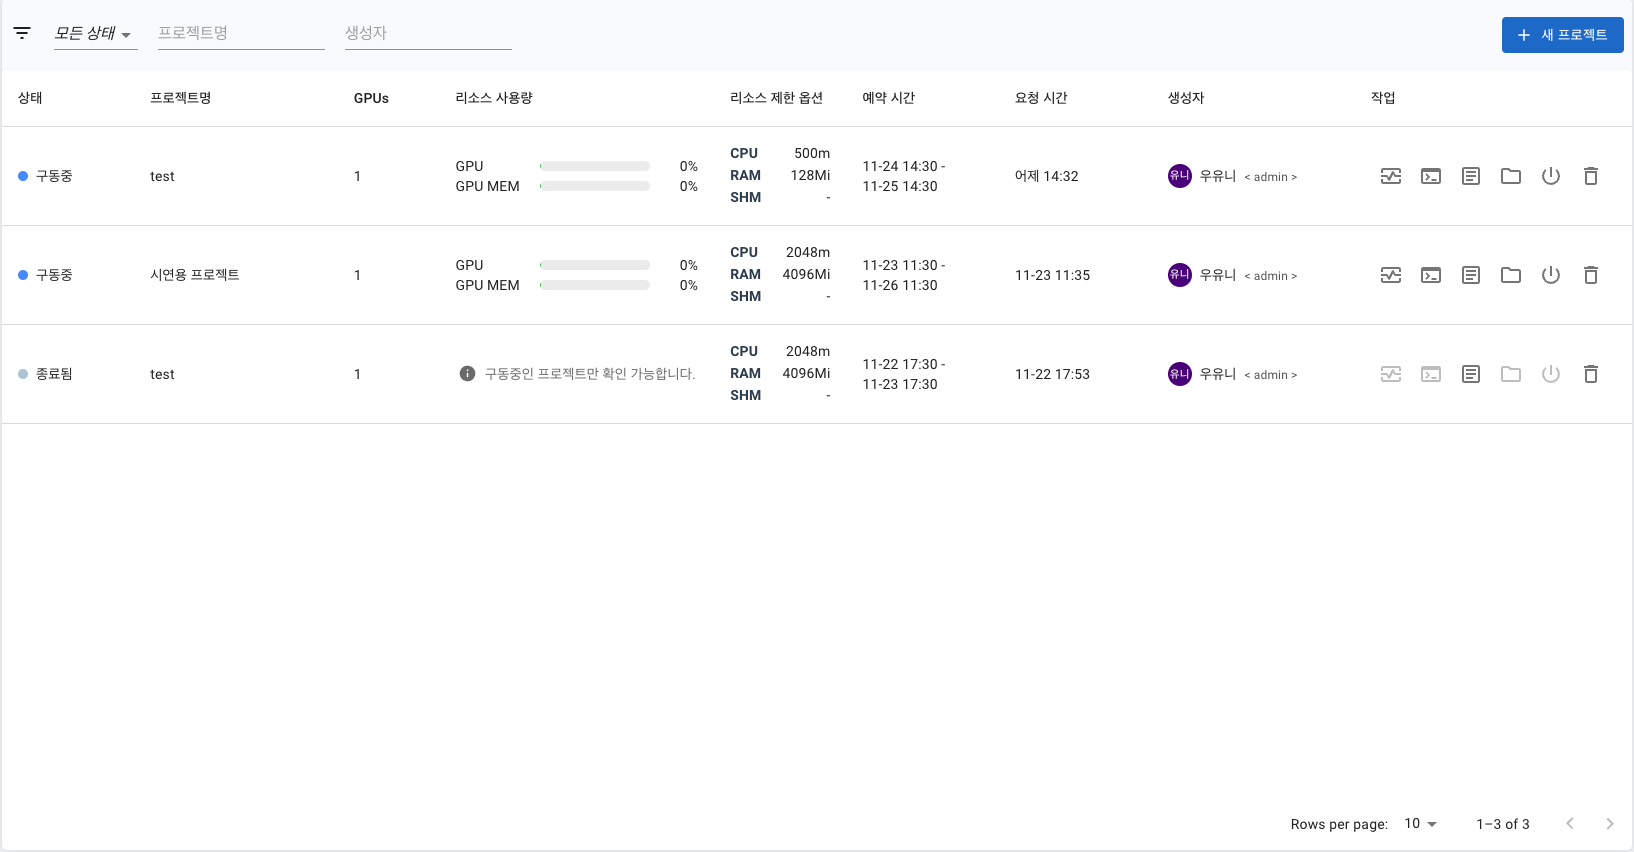 모든 상태 프로젝트명 생성자 새 프로젝트
상태 프로젝트명 GPUs 리소스 사용량 리소스 제한 옵션 예약 시간 요청 시간 생성자 작업
구동중 test 1
GPU 0%
GPU MEM 0%
CPU 500m
RAM 128Mi
SHM -
11-24 14:30 -
11-25 14:30
어제 14:32
유니 우유니 < admin >
구동중 시연용 프로젝트 1
GPU 0%
GPU MEM 0%
CPU 2048m
RAM 4096Mi
SHM -
11-23 11:30 -
11-26 11:30
11-23 11:35
유니 우유니 < admin >
종료됨 test 1
구동중인 프로젝트만 확인 가능합니다.
CPU 2048m
RAM 4096Mi
SHM -
11-22 17:30 -
11-23 17:30
11-22 17:53
유니 우유니 < admin >
Rows per page: 10 1–3 of 3